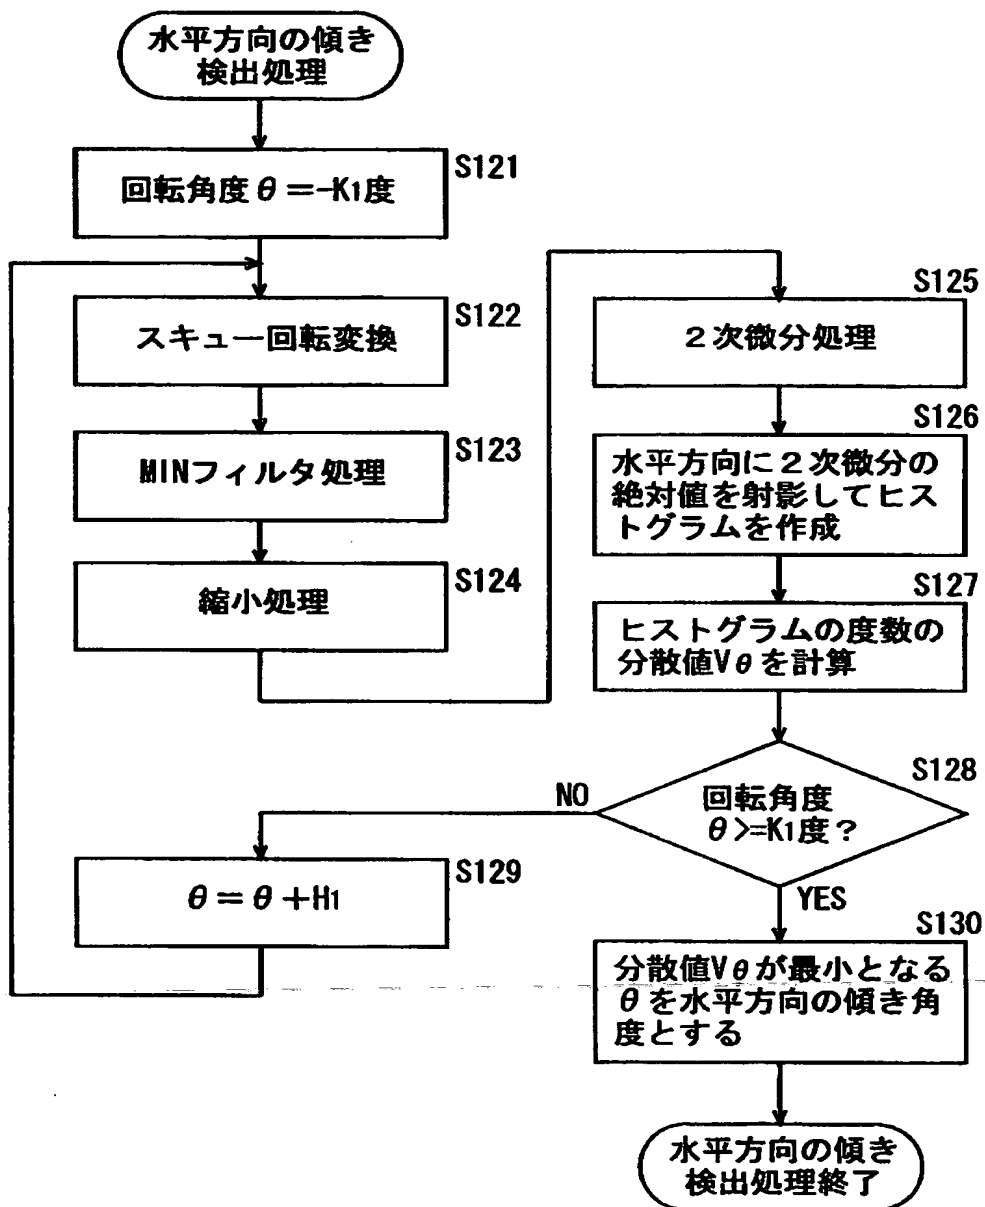 水平方向の傾き
検出処理
S121
回転角度θ=-K1度
S122
スキュー回転変換
S123
MINフィルタ処理
S124
縮小処理
S125
2次微分処理
S126
水平方向に2次微分の
絶対値を射影してヒス
トグラムを作成
S127
ヒストグラムの度数の
分散値Vθを計算
S128
回転角度
θ>=K1度?
NO
YES
S129
θ=θ+H1
S130
分散値Vθが最小となる
θを水平方向の傾き角
度とする
水平方向の傾き
検出処理終了